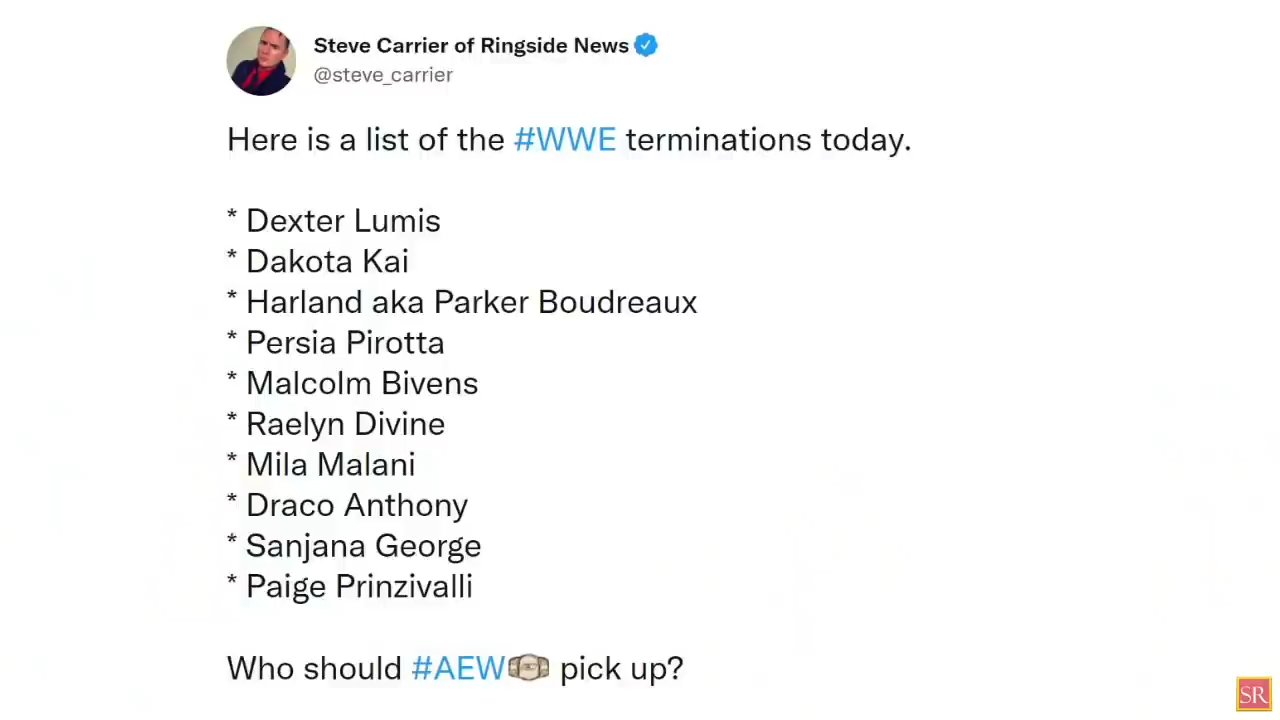 Steve Carrier of Ringside News
@steve_carrier
Here is a list of the #WWE terminations today.
* Dexter Lumis
* Dakota Kai
* Harland aka Parker Boudreaux
* Persia Pirotta
* Malcolm Bivens
* Raelyn Divine
* Mila Malani
* Draco Anthony
* Sanjana George
* Paige Prinzivalli
Who should #AEW pick up?
SR